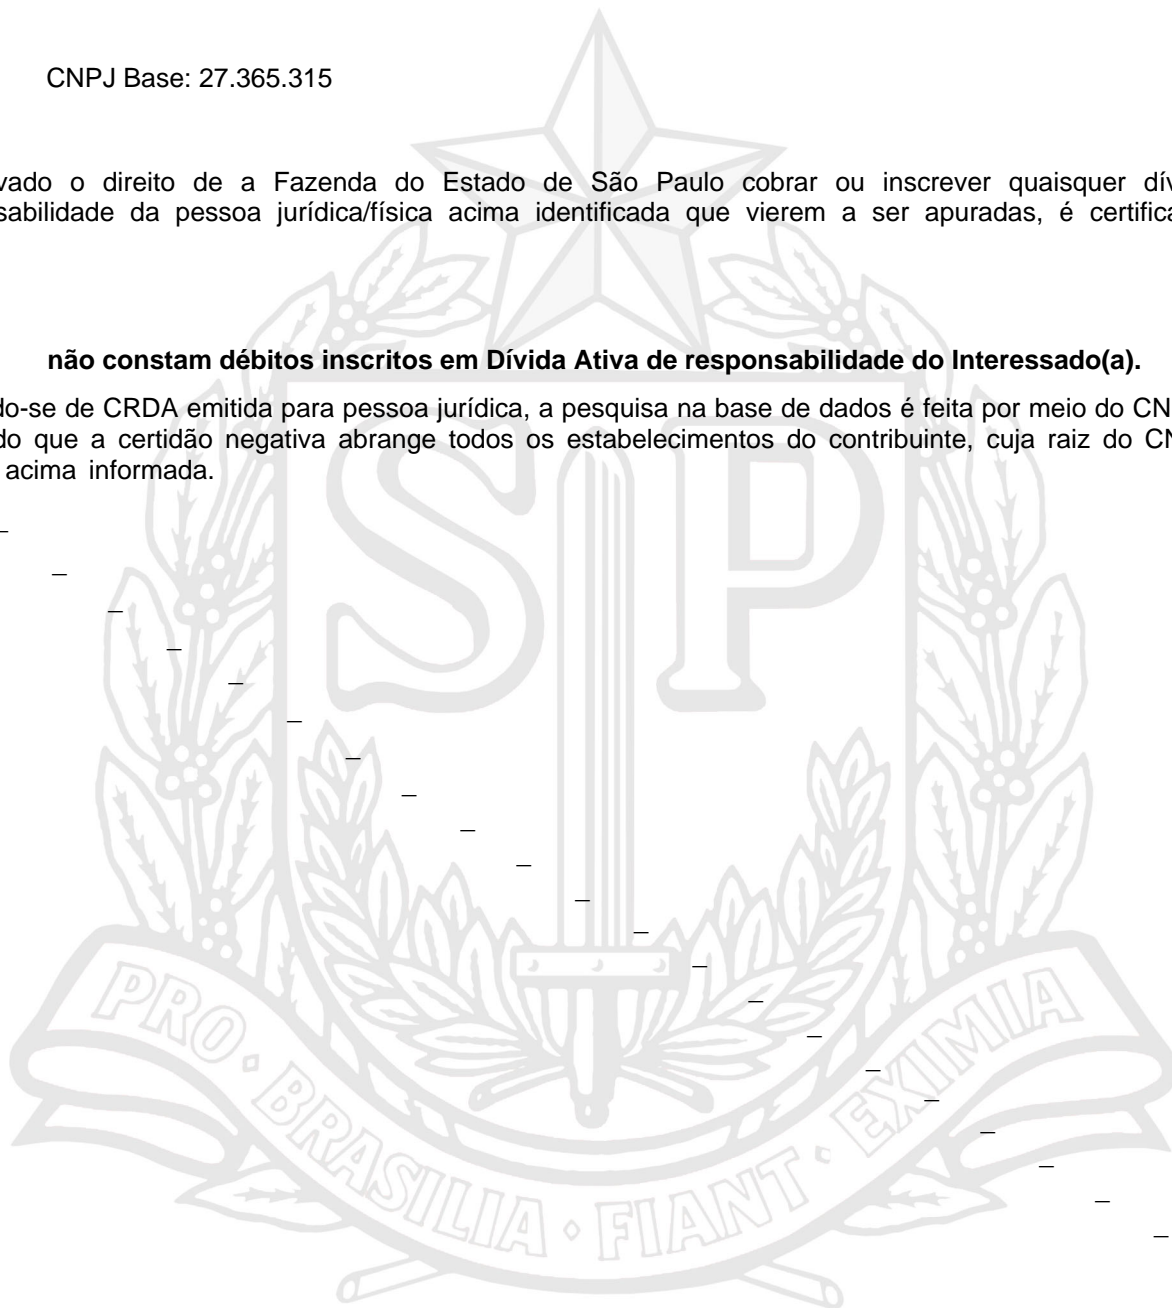 CNPJ Base: 27.365.315
vado o direito de a Fazenda do Estado de São Paulo cobrar ou inscrever quaisquer dív
sabilidade da pessoa jurídica/física acima identificada que vierem a ser apuradas, é certifica
não constam débitos inscritos em Dívida Ativa de responsabilidade do Interessado(a).
do-se de CRDA emitida para pessoa jurídica, a pesquisa na base de dados é feita por meio do CN
do que a certidão negativa abrange todos os estabelecimentos do contribuinte, cuja raiz do CN
acima informada.
SP
PRO • BRASILIA • FIANT • EXIMIA